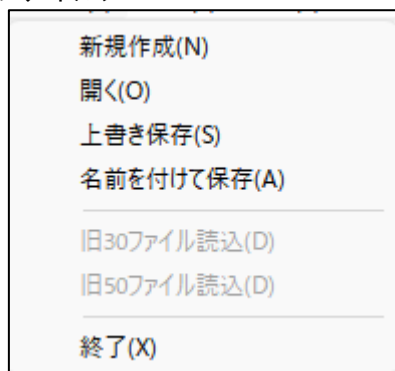 新規作成(N)
開く(O)
上書き保存(S)
名前を付けて保存(A)
旧30ファイル読込(D)
旧50ファイル読込(D)
終了(X)